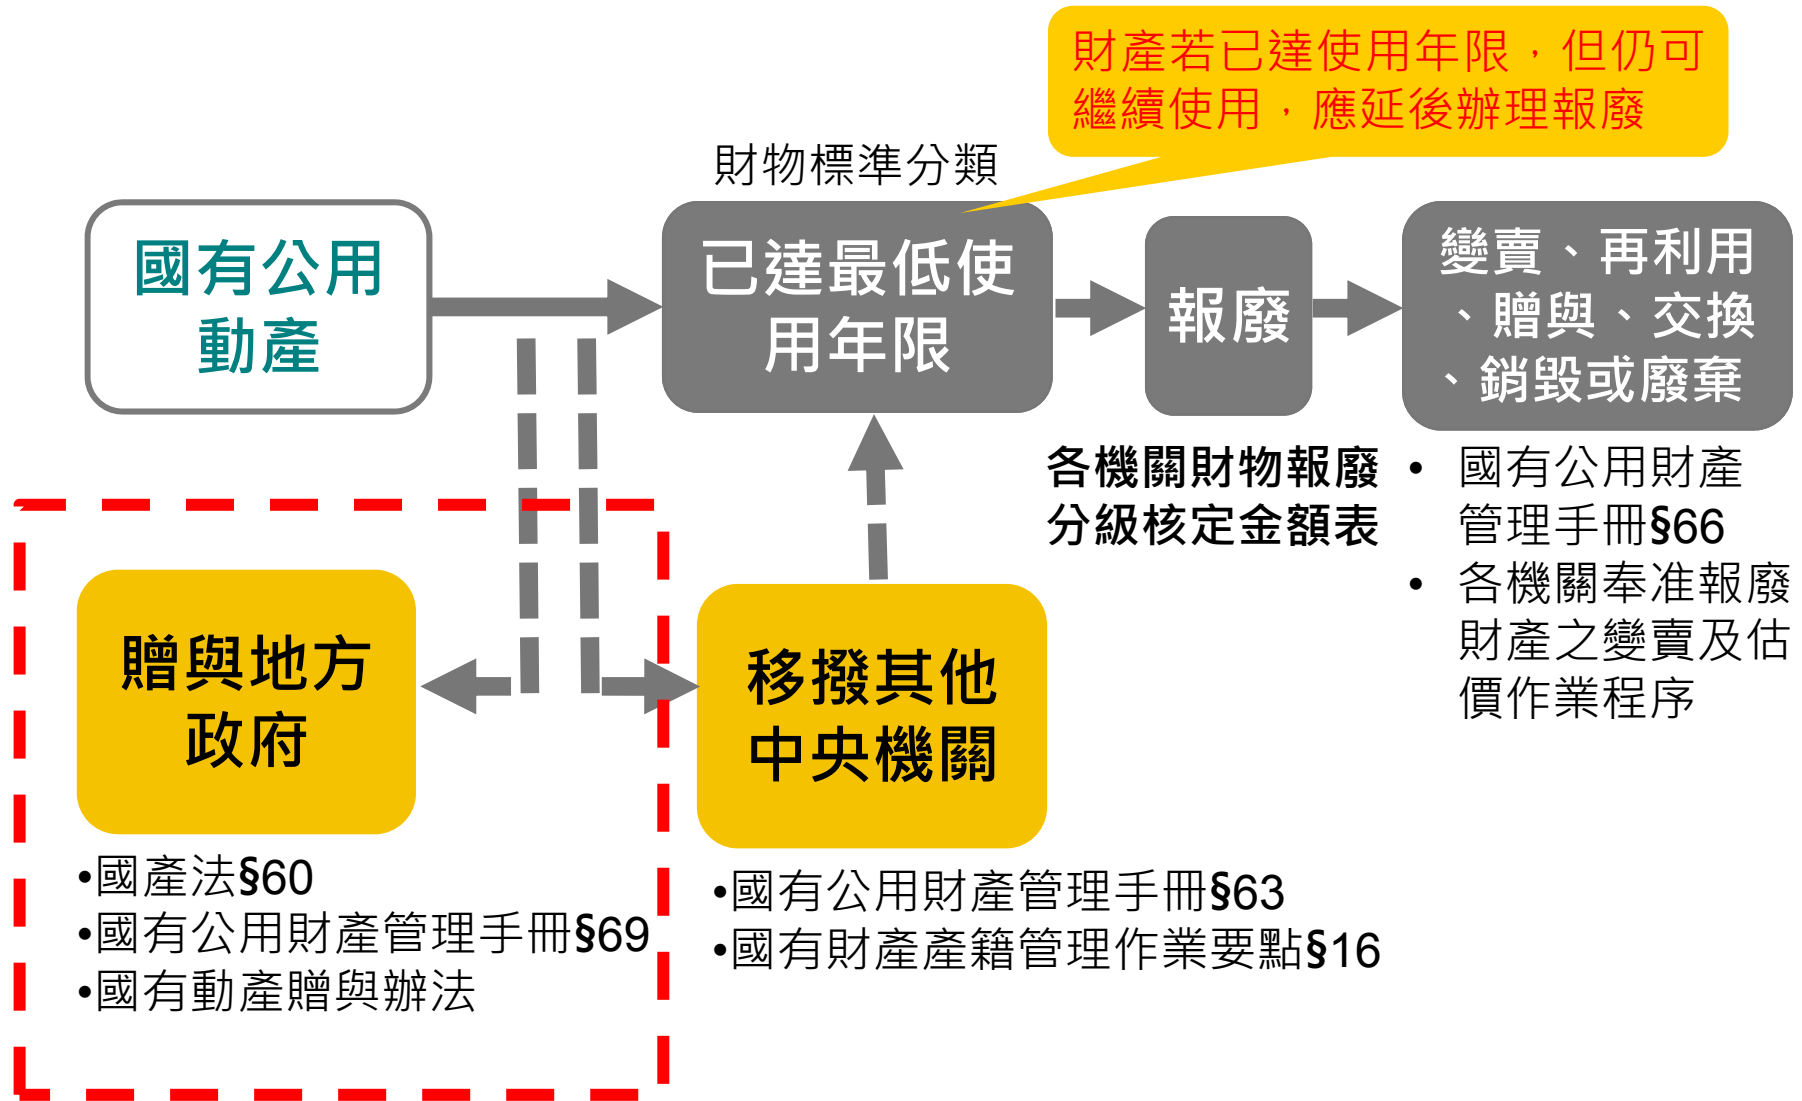 財產若已達使用年限，但仍可
繼續使用，應延後辦理報廢
財物標準分類
國有公用
動產
已達最低使
用年限
報廢
變賣、再利用
、贈與、交換
、銷毀或廢棄
各機關財物報廢
分級核定金額表
• 國有公用財產
管理手冊§66
• 各機關奉准報廢
財產之變賣及估
價作業程序
贈與地方
政府
移撥其他
中央機關
•國產法§60
•國有公用財產管理手冊§69
•國有動產贈與辦法
•國有公用財產管理手冊§63
•國有財產產籍管理作業要點§16